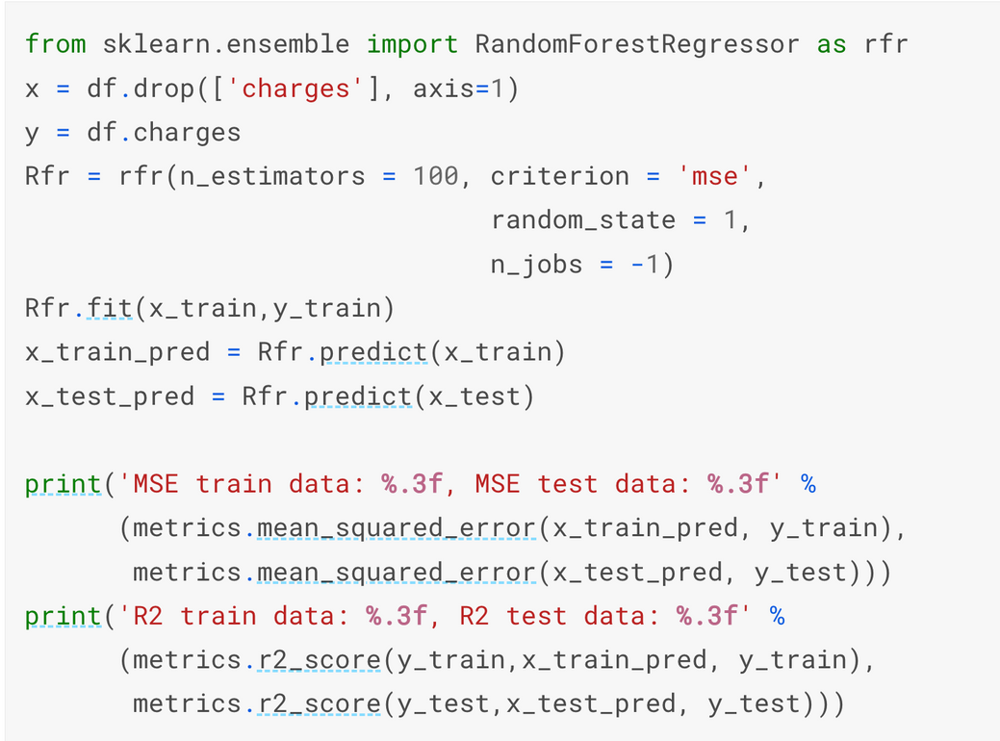 from sklearn.ensemble import RandomForestRegressor as rfr
x = df.drop(['charges'], axis=1)
y = df.charges
Rfr = rfr(n_estimators = 100, criterion = 'mse',
                              random_state = 1,
                              n_jobs = -1)
Rfr.fit(x_train,y_train)
x_train_pred = Rfr.predict(x_train)
x_test_pred = Rfr.predict(x_test)

print('MSE train data: %.3f, MSE test data: %.3f' %
      (metrics.mean_squared_error(x_train_pred, y_train),
       metrics.mean_squared_error(x_test_pred, y_test)))
print('R2 train data: %.3f, R2 test data: %.3f' %
      (metrics.r2_score(y_train,x_train_pred, y_train),
       metrics.r2_score(y_test,x_test_pred, y_test)))